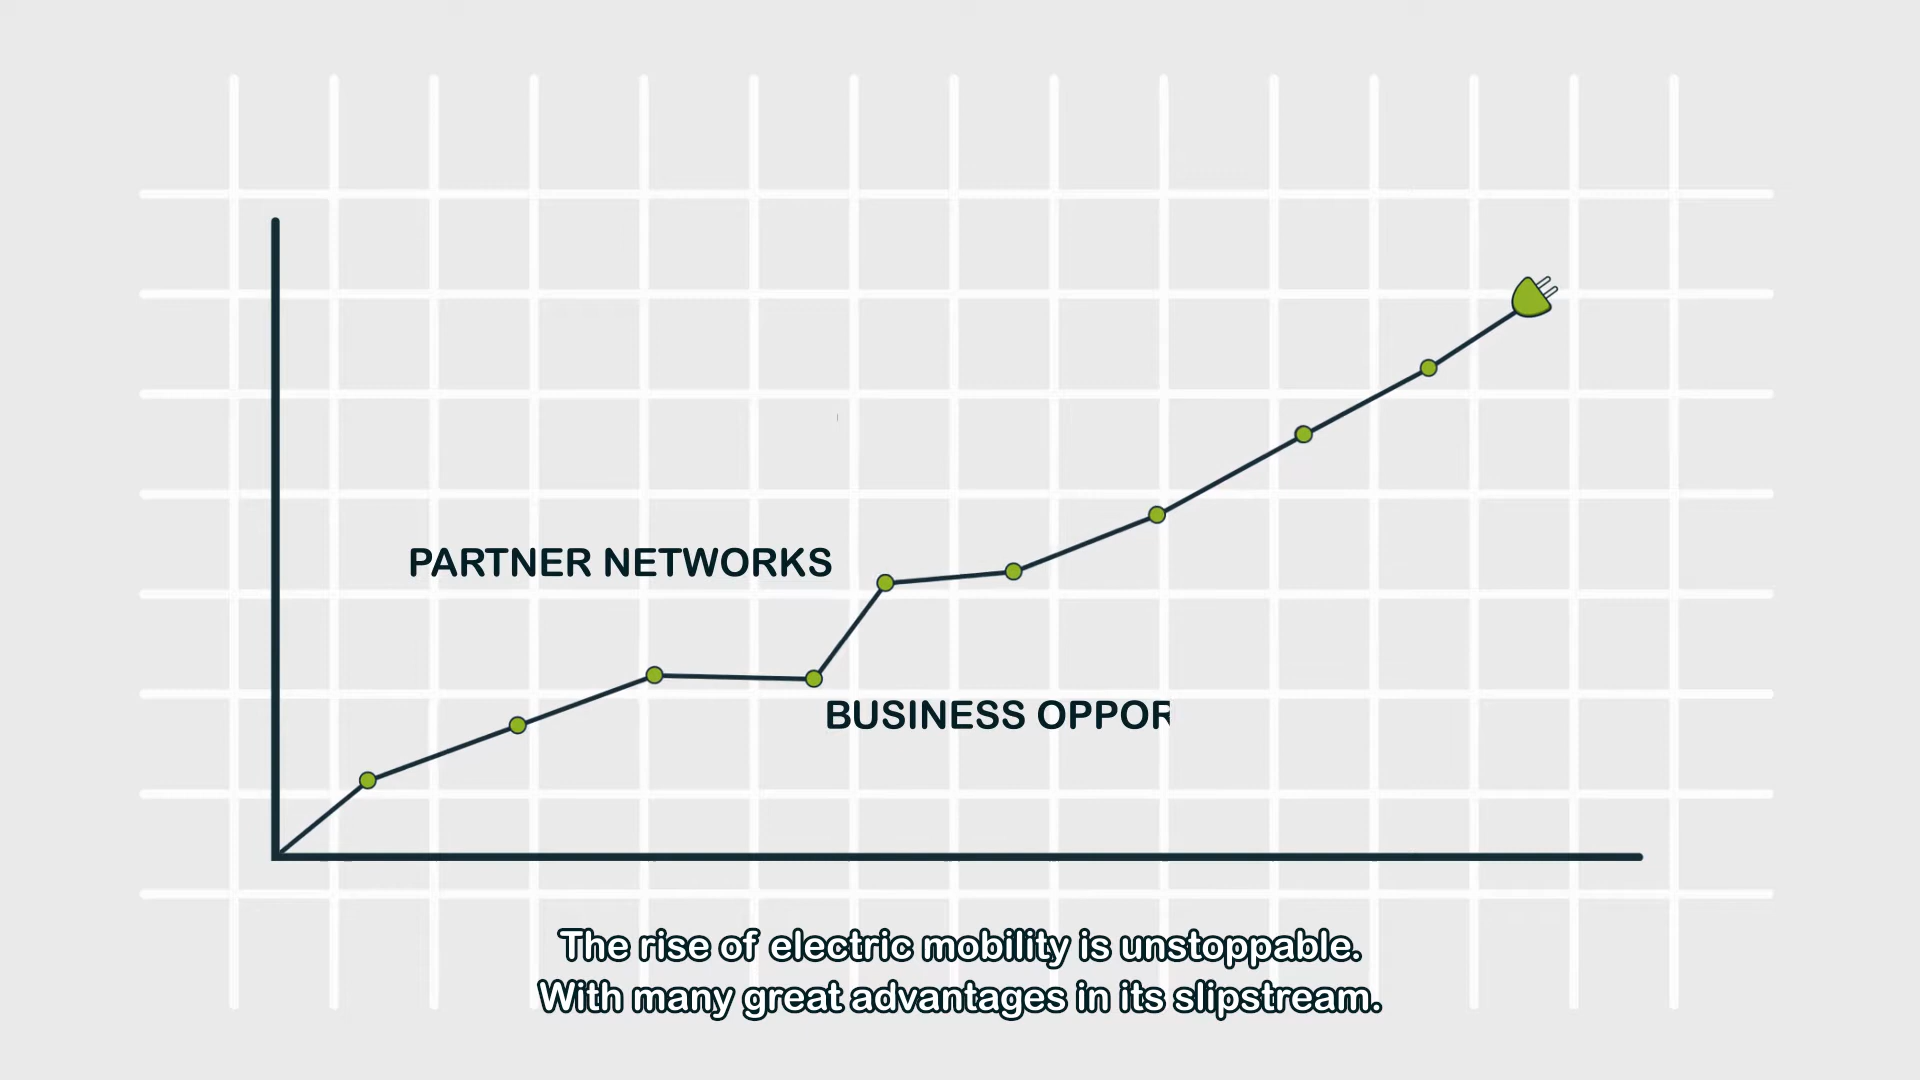 PARTNER NETWORKS
BUSINESS OPPOR
The rise of electric mobility is unstoppable.
With many great advantages in its slipstream.